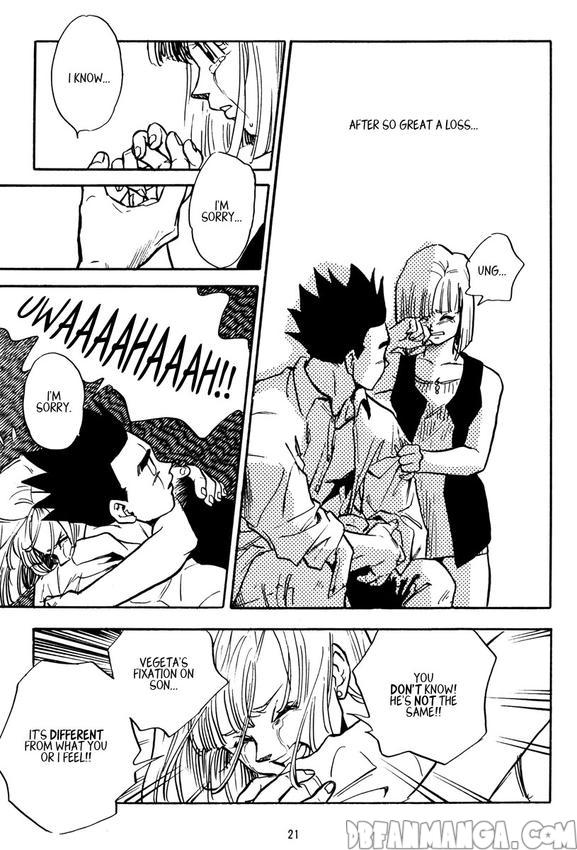 AFTER SO GREAT A LOSS...
UNG...
I KNOW...
I'M
SORRY...
UWAAAAHAAAH!!
I'M
SORRY.
YOU
DON'T KNOW!
HE'S NOT THE
SAME!!
VEGETA'S
FIXATION ON
SON...
IT'S DIFFERENT
FROM WHAT YOU
OR I FEEL!!
21
DBFANMANGA.COM